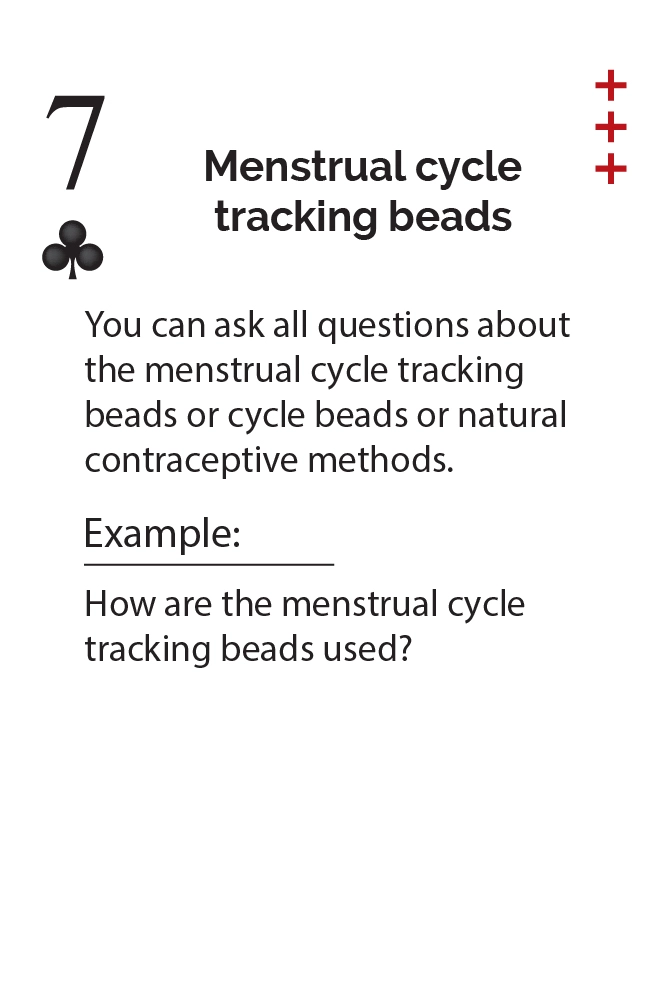 7
+
+
+
Menstrual cycle
tracking beads
You can ask all questions about
the menstrual cycle tracking
beads or cycle beads or natural
contraceptive methods.
Example:
How are the menstrual cycle
tracking beads used?